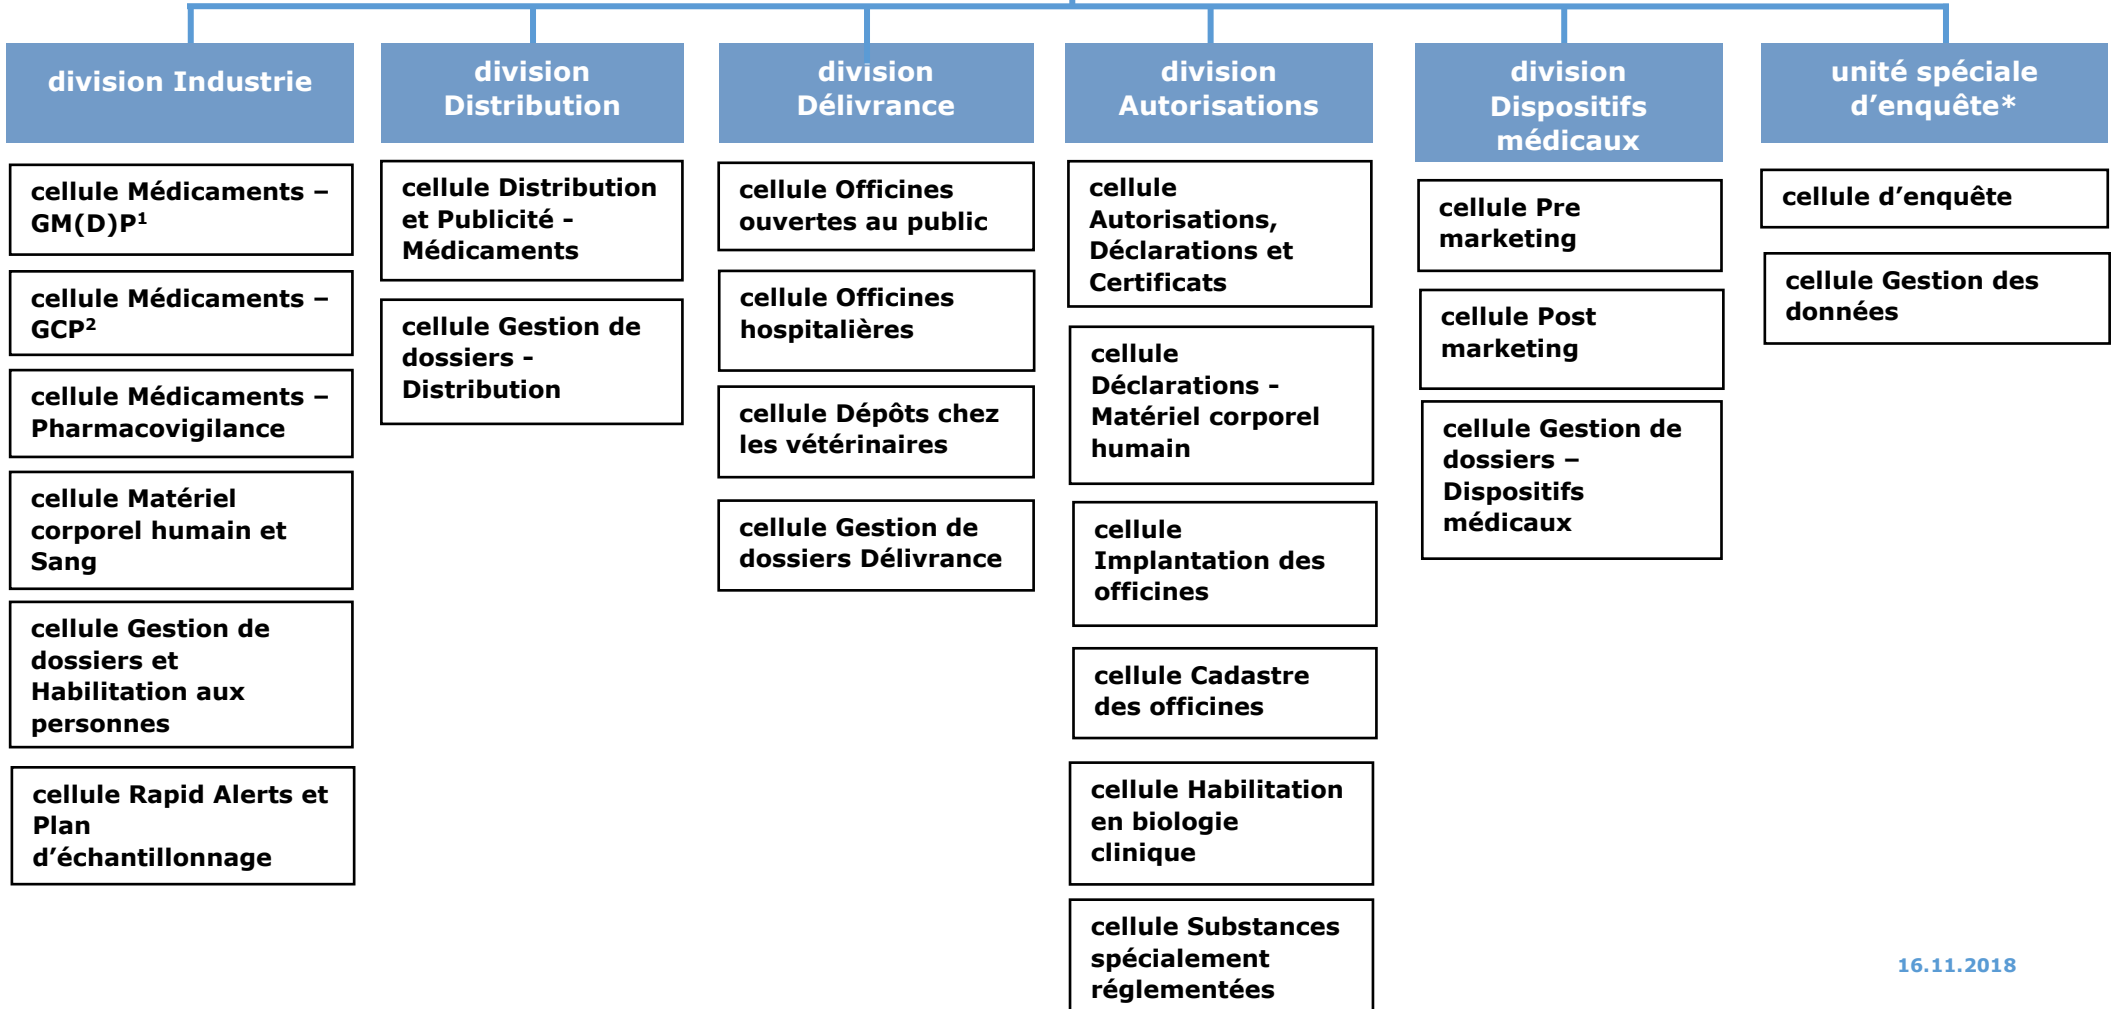 division Industrie
cellule Médicaments –
GM(D)P¹
cellule Médicaments –
GCP²
cellule Médicaments –
Pharmacovigilance
cellule Matériel
corporel humain et
Sang
cellule Gestion de
dossiers et
Habilitation aux
personnes
cellule Rapid Alerts et
Plan
d’échantillonnage
division
Distribution
cellule Distribution
et Publicité -
Médicaments
cellule Gestion de
dossiers -
Distribution
division
Délivrance
cellule Officines
ouvertes au public
cellule Officines
hospitalières
cellule Dépôts chez
les vétérinaires
cellule Gestion de
dossiers Délivrance
division
Autorisations
cellule
Autorisations,
Déclarations et
Certificats
cellule
Déclarations -
Matériel corporel
humain
cellule
Implantation des
officines
cellule Cadastre
des officines
cellule Habilitation
en biologie
clinique
cellule Substances
spécialement
réglementées
division
Dispositifs
médicaux
cellule Pre
marketing
cellule Post
marketing
cellule Gestion de
dossiers –
Dispositifs
médicaux
unité spéciale
d’enquête*
cellule d’enquête
cellule Gestion des
données
16.11.2018